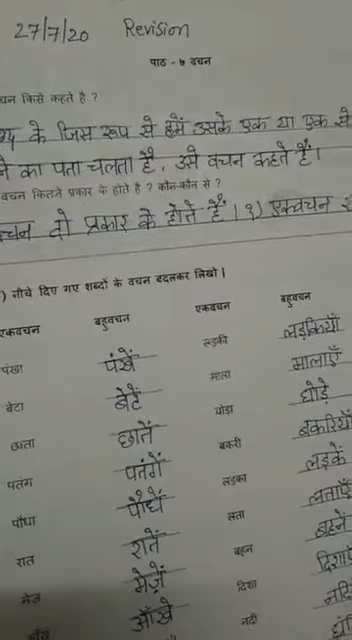 27/7/20 Revision
पाठ - ७ वचन
चन किसे कहते है ?
के जिस रूप से हमें उसके एक या एक से
ने का पता चलता है, उसे वचन कहते हैं।
वचन कितने प्रकार के होते है ? कौन-कौन से ?
चन दो प्रकार के होते हैं। १) एकवचन
) नीचे दिए गए शब्दों के वचन बदलकर लिखो।
एकवचन बहुवचन एकवचन बहुवचन
पंखा पंखें लड़की लड़कियाँ
बेटा बेटें माला मालाएँ
छाता छातें घोड़ा घोड़े
पतंग पतंगें बकरी बकरियाँ
पौधा पौधें लड़का लड़कें
रात रातें लता लताएँ
मेज़ मेज़ें बहन बहनें
आँखें दिशा दिशाएँ
नदी